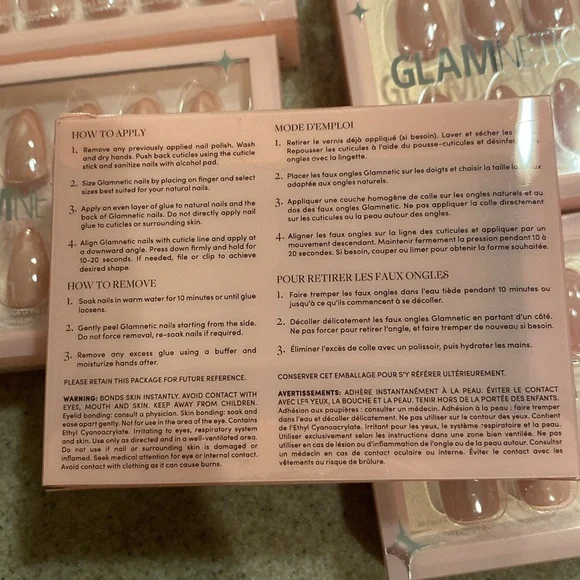 GLAMNETIC
HOW TO APPLY
1. Remove any previously applied nail polish. Wash
and dry hands. Push back cuticles using the cuticle
stick and sanitize nails with alcohol pad.
2. Size Glamnetic nails by placing on finger and select
sizes best suited for your natural nails.
3. Apply an even layer of glue to natural nails and the
back of Glamnetic nails. Do not directly apply nail
glue to cuticles or surrounding skin.
4. Align Glamnetic nails with cuticle line and apply at
a downward angle. Press down firmly and hold for
10-20 seconds. If needed, file or clip to achieve
desired shape.
HOW TO REMOVE
1. Soak nails in warm water for 10 minutes or until glue
loosens.
2. Gently peel Glamnetic nails starting from the side.
Do not force removal, re-soak nails if required.
3. Remove any excess glue using a buffer and
moisturize hands after.
PLEASE RETAIN THIS PACKAGE FOR FUTURE REFERENCE.
WARNING: BONDS SKIN INSTANTLY. AVOID CONTACT WITH
EYES, MOUTH AND SKIN. KEEP AWAY FROM CHILDREN.
Eyelid bonding: consult a physician. Skin bonding: soak and
ease apart gently. Not for use in the area of the eye. Contains
Ethyl Cyanoacrylate. Irritating to eyes, respiratory system
and skin. Use only as directed and in a well-ventilated area.
Do not use if nail or surrounding skin is damaged or
inflamed. Seek medical attention for eye or internal contact.
Avoid contact with clothing as it can cause burns.
MODE D'EMPLOI
1. Retirer le vernis déjà appliqué (si besoin). Laver et sécher les
Repousser les cuticules à l'aide du pousse-cuticules et
ongles avec la lingette.
2. Placer les faux ongles Glamnetic sur les doigts et choisir la taille
adaptée aux ongles naturels.
3. Appliquer une couche homogène de colle sur les ongles naturels et au
dos des faux ongles Glamnetic. Ne pas appliquer la colle directement
sur les cuticules ou la peau autour des ongles.
4. Aligner les faux ongles sur la ligne des cuticules et appliquer par un
mouvement descendant. Maintenir fermement la pression pendant 10 à
20 secondes. Si besoin, couper ou limer pour obtenir la forme souhaitée.
POUR RETIRER LES FAUX ONGLES
1. Faire tremper les faux ongles dans l'eau tiède pendant 10 minutes ou
jusqu'à ce qu'ils commencent à se décoller.
2. Décoller délicatement les faux ongles Glamnetic en partant d'un côté.
Ne pas forcer pour retirer l'ongle, et faire tremper de nouveau si besoin.
3. Éliminer l'excès de colle avec un polissoir, puis hydrater les mains.
CONSERVER CET EMBALLAGE POUR S'Y RÉFÉRER ULTÉRIEUREMENT.
AVERTISSEMENTS: ADHÈRE INSTANTANÉMENT À LA PEAU. ÉVITER LE CONTACT
AVEC LES YEUX, LA BOUCHE ET LA PEAU. TENIR HORS DE LA PORTÉE DES ENFANTS.
Adhésion aux paupières : consulter un médecin. Adhésion à la peau : faire tremper
dans l'eau et décoller délicatement. Ne pas utiliser sur le contour des yeux. Contient
de l'Ethyl Cyanoacrylate. Irritant pour les yeux, le système respiratoire et la peau.
Utiliser exclusivement selon les instructions dans une zone bien ventilée. Ne pas
utiliser en cas de lésion ou d'inflammation de l'ongle ou de la peau autour. Consulter
un médecin en cas de contact oculaire ou interne. Éviter le contact avec les
vêtements au risque de brûlure.
GLAMNETIC